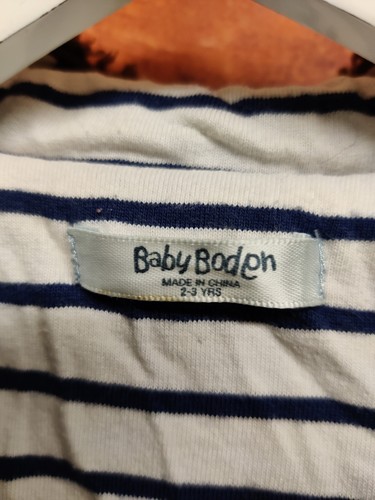 Baby Boden
MADE IN CHINA
2-3 YRS